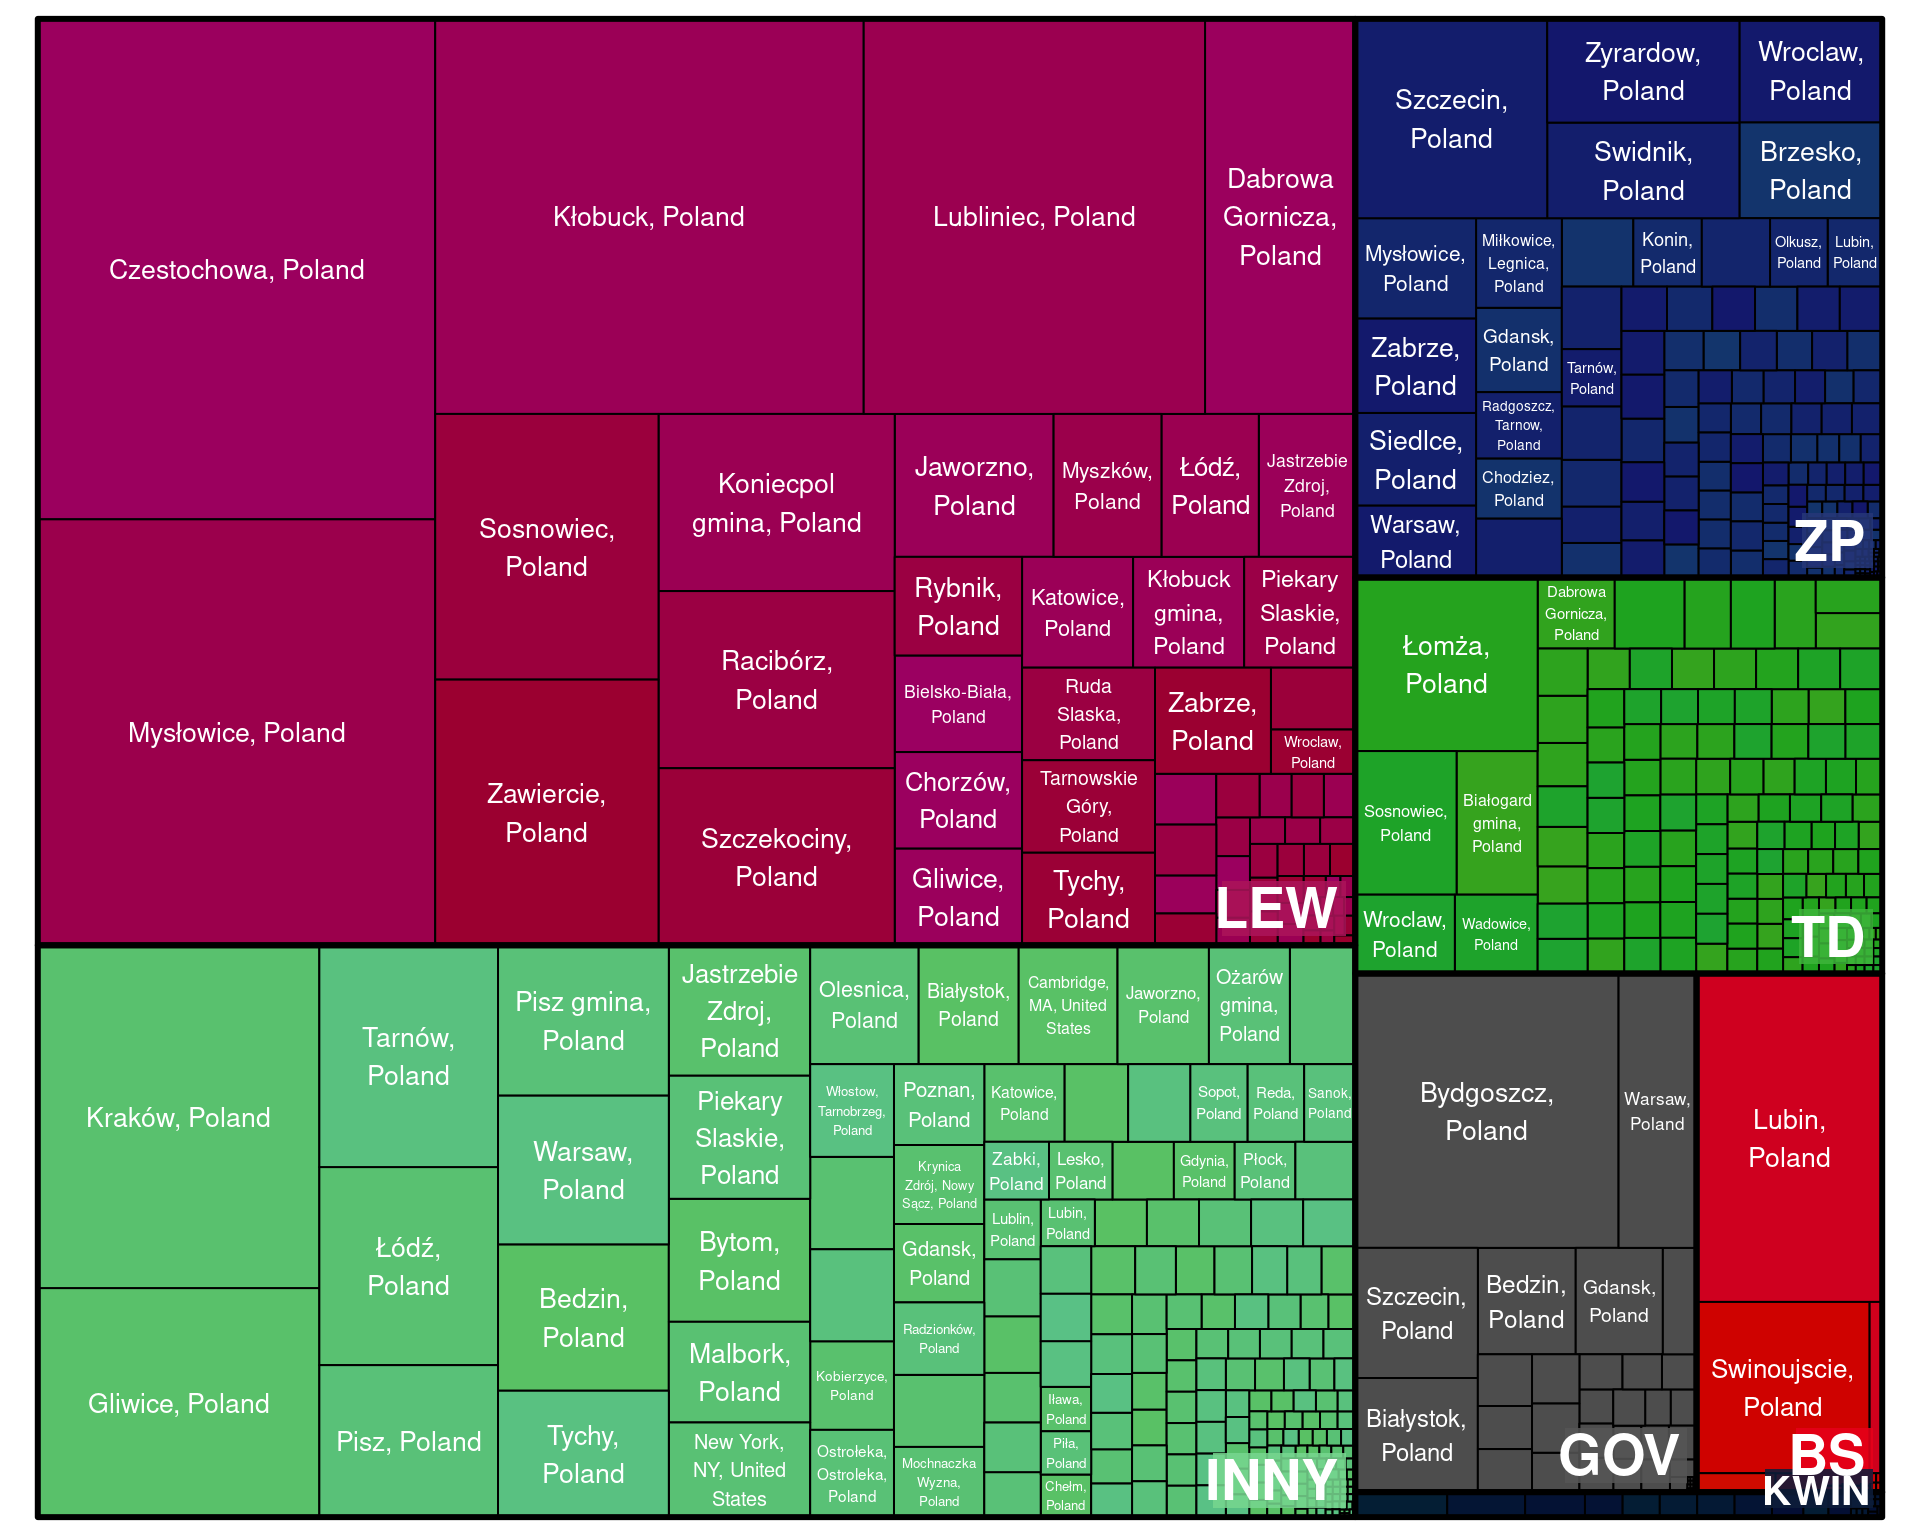 Czestochowa, Poland
Mysłowice, Poland
Kłobuck, Poland
Lubliniec, Poland
Dabrowa
Gornicza,
Poland
Sosnowiec,
Poland
Zawiercie,
Poland
Koniecpol
gmina, Poland
Racibórz,
Poland
Szczekociny,
Poland
Jaworzno,
Poland
Myszków,
Poland
Łódź,
Poland
Jastrzebie
Zdroj,
Poland
Rybnik,
Poland
Bielsko-Biała,
Poland
Chorzów,
Poland
Gliwice,
Poland
Katowice,
Poland
Kłobuck
gmina,
Poland
Piekary
Slaskie,
Poland
Ruda
Slaska,
Poland
Tarnowskie
Góry,
Poland
Tychy,
Poland
Zabrze,
Poland
Wroclaw,
Poland
LEW
Szczecin,
Poland
Zyrardow,
Poland
Wroclaw,
Poland
Swidnik,
Poland
Brzesko,
Poland
Mysłowice,
Poland
Zabrze,
Poland
Siedlce,
Poland
Warsaw,
Poland
Miłkowice,
Legnica,
Poland
Gdansk,
Poland
Radgoszcz,
Tarnow,
Poland
Chodziez,
Poland
Konin,
Poland
Olkusz,
Poland
Lubin,
Poland
Tarnów,
Poland
ZP
Łomża,
Poland
Sosnowiec,
Poland
Białogard
gmina,
Poland
Wroclaw,
Poland
Wadowice,
Poland
Dabrowa
Gornicza,
Poland
TD
Kraków, Poland
Gliwice, Poland
Tarnów,
Poland
Łódź,
Poland
Pisz, Poland
Pisz gmina,
Poland
Warsaw,
Poland
Bedzin,
Poland
Tychy,
Poland
Jastrzebie
Zdroj,
Poland
Piekary
Slaskie,
Poland
Bytom,
Poland
Malbork,
Poland
New York,
NY, United
States
Olesnica,
Poland
Białystok,
Poland
Cambridge,
MA, United
States
Jaworzno,
Poland
Ożarów
gmina,
Poland
Włostow,
Tarnobrzeg,
Poland
Kobierzyce,
Poland
Ostrołeka,
Ostroleka,
Poland
Poznan,
Poland
Krynica
Zdrój, Nowy
Sącz, Poland
Gdansk,
Poland
Radzionków,
Poland
Mochnaczka
Wyzna,
Poland
Katowice,
Poland
Sopot,
Poland
Reda,
Poland
Sanok,
Poland
Zabki,
Poland
Lesko,
Poland
Gdynia,
Poland
Płock,
Poland
Lublin,
Poland
Lubin,
Poland
Iława,
Poland
Piła,
Poland
Chełm,
Poland
INNY
Bydgoszcz,
Poland
Warsaw,
Poland
Szczecin,
Poland
Białystok,
Poland
Bedzin,
Poland
Gdansk,
Poland
GOV
Lubin,
Poland
Swinoujscie,
Poland
BS
KWIN